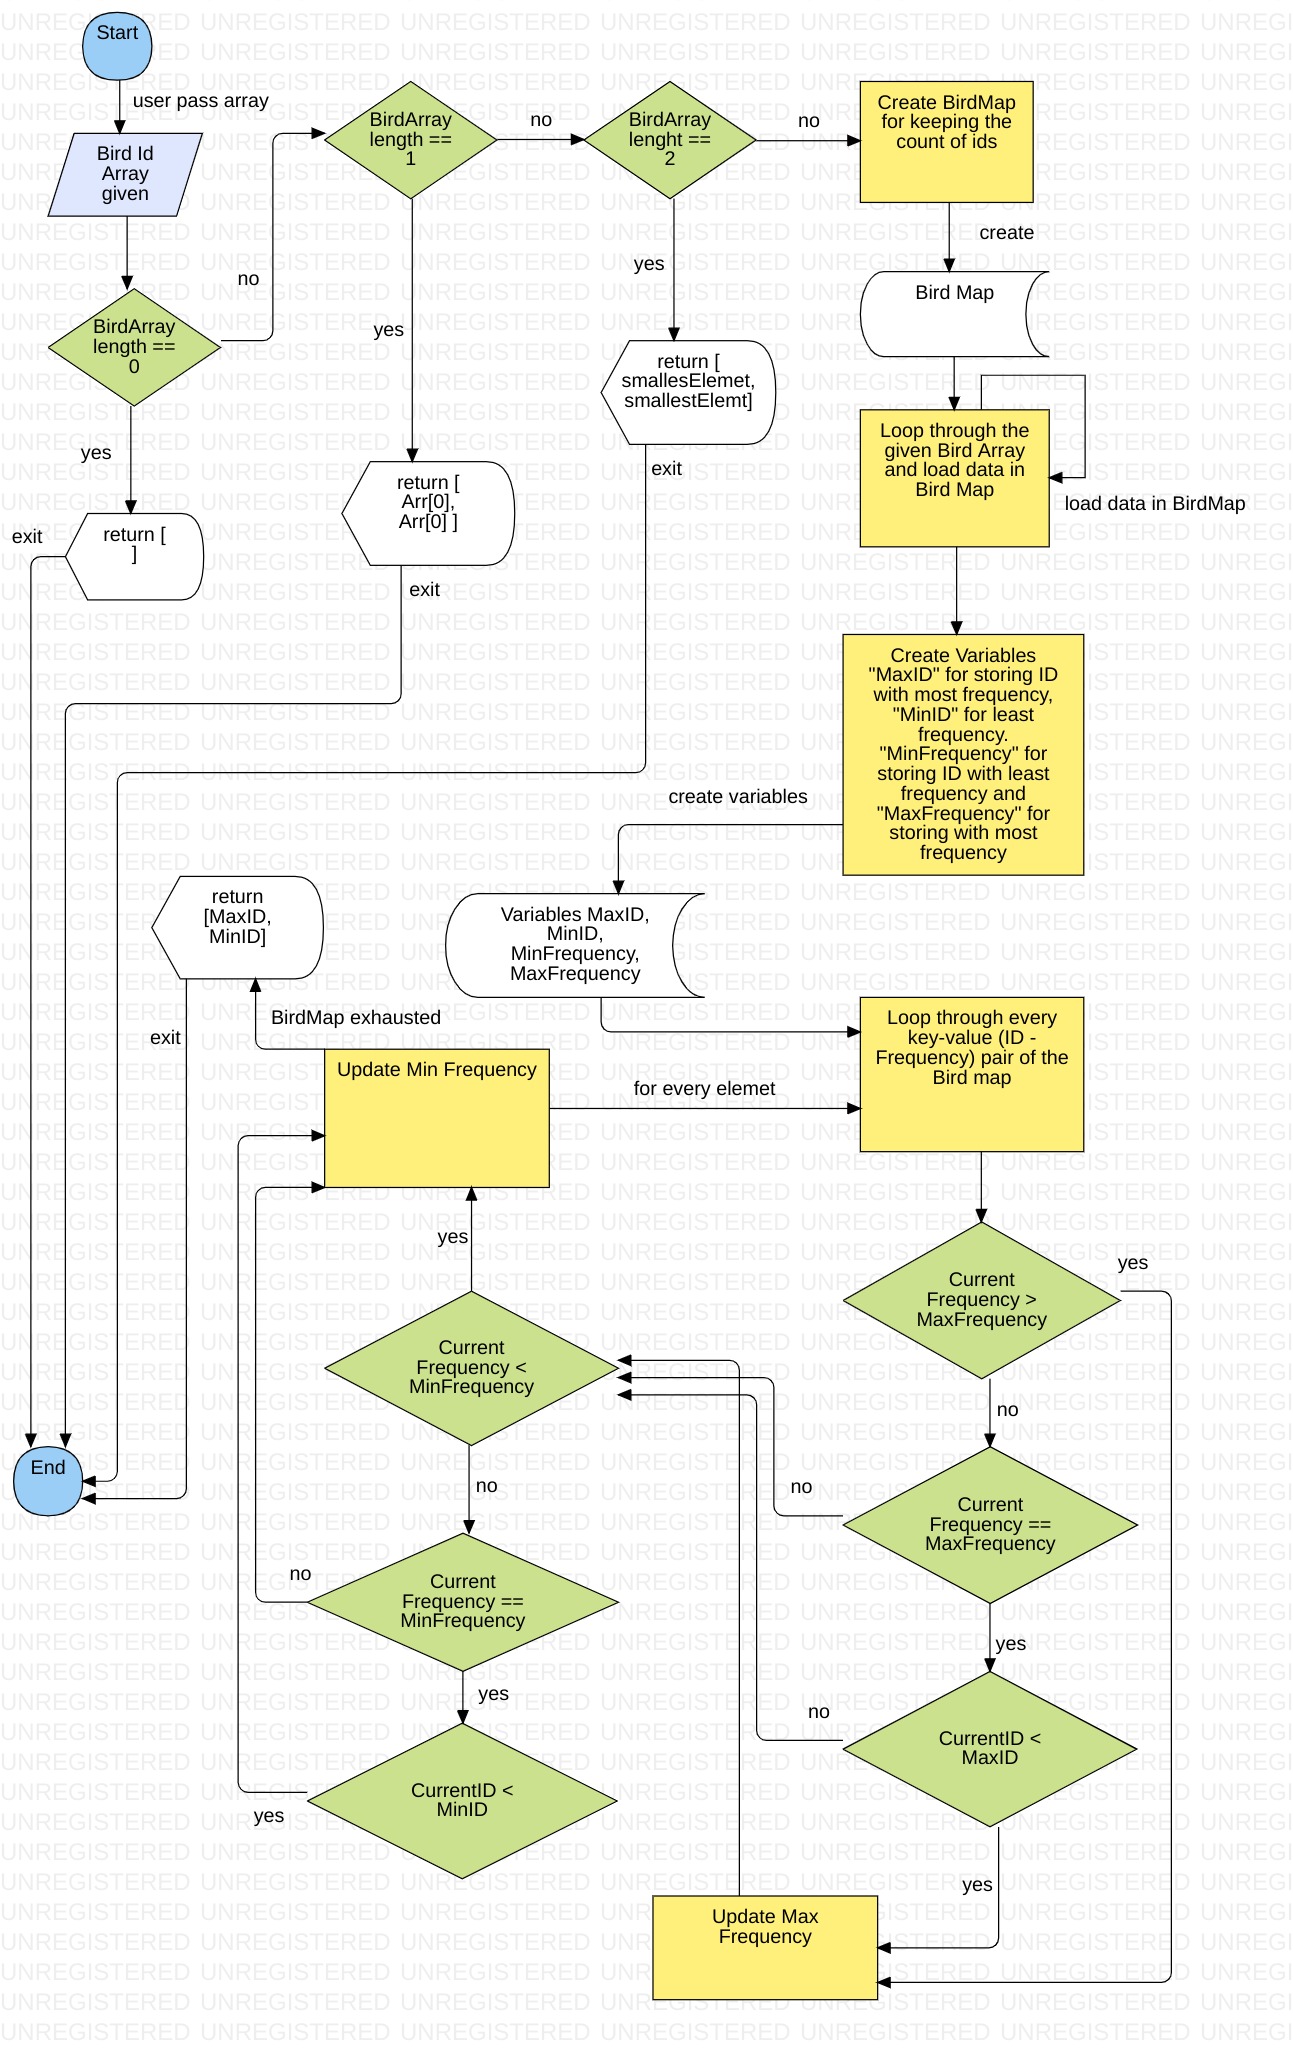 Start
user pass array
Bird Id
Array
given
BirdArray
length ==
0
no
yes
return [
]
exit
BirdArray
length ==
1
no
yes
return [
Arr[0],
Arr[0] ]
exit
BirdArray
lenght ==
2
no
yes
return [
smallesElemet,
smallestElemt]
exit
Create BirdMap
for keeping the
count of ids
create
Bird Map
Loop through the
given Bird Array
and load data in
Bird Map
load data in BirdMap
Create Variables
"MaxID" for storing ID
with most frequency,
"MinID" for least
frequency.
"MinFrequency" for
storing ID with least
frequency and
"MaxFrequency" for
storing with most
frequency
create variables
Variables MaxID,
MinID,
MinFrequency,
MaxFrequency
return
[MaxID,
MinID]
exit
BirdMap exhausted
Update Min Frequency
for every elemet
Loop through every
key-value (ID -
Frequency) pair of the
Bird map
Current
Frequency >
MaxFrequency
yes
no
Current
Frequency ==
MaxFrequency
no
yes
CurrentID <
MaxID
no
yes
Update Max
Frequency
Current
Frequency <
MinFrequency
yes
no
Current
Frequency ==
MinFrequency
no
yes
CurrentID <
MinID
yes
End
UNREGISTERED UNREGISTERED UNREGISTERED UNREGISTERED UNREGISTERED UNREGISTERED UNREGI